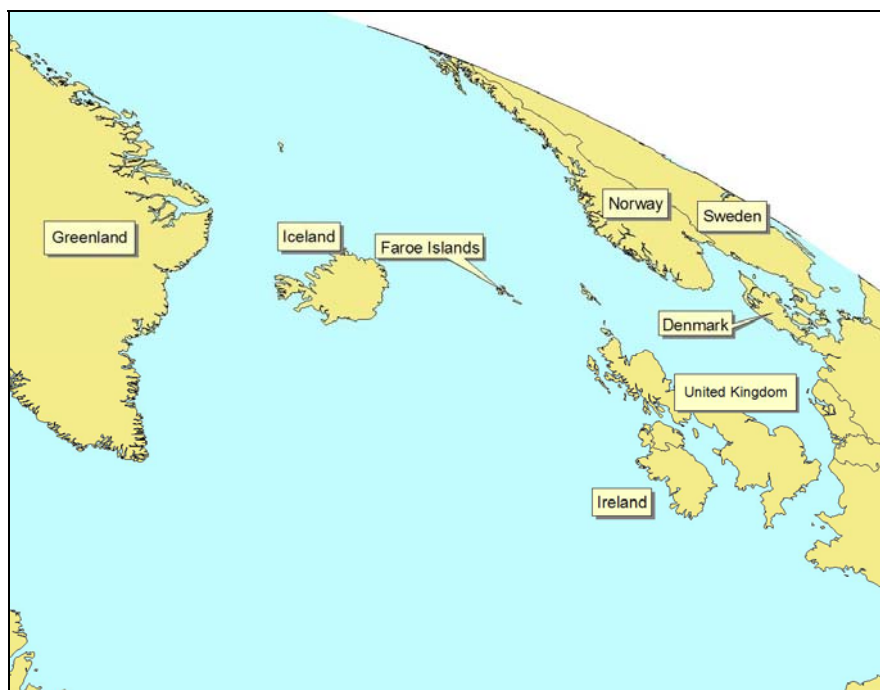 Norway
Sweden
Greenland
Iceland
Faroe Islands
Denmark
United Kingdom
Ireland